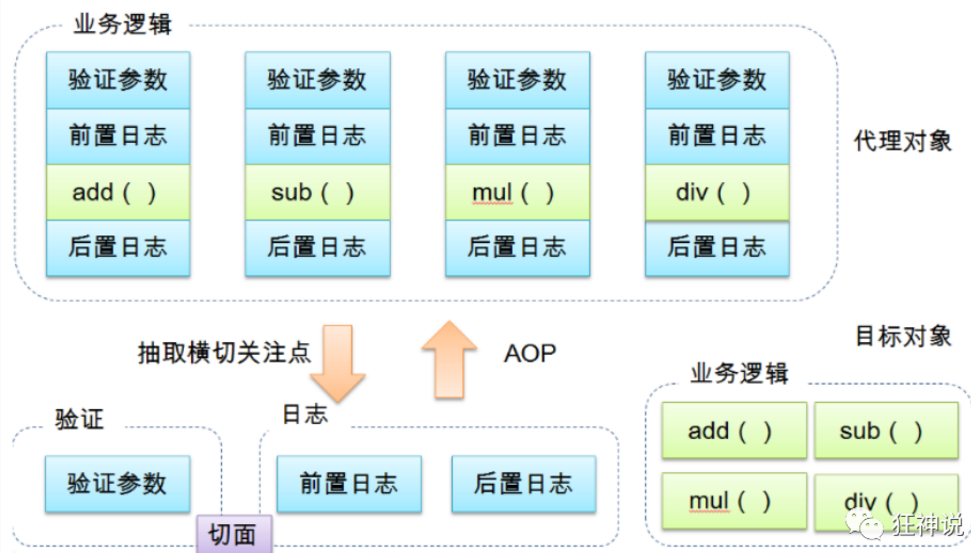 业务逻辑
验证参数 验证参数 验证参数 验证参数
前置日志 前置日志 前置日志 前置日志
代理对象
add（ ） sub（ ） mul（ ） div（ ）
后置日志 后置日志 后置日志 后置日志
抽取横切关注点
AOP
目标对象
业务逻辑
验证
日志
add（ ） sub（ ）
验证参数 前置日志 后置日志
mul（ ） div（ ）
切面
狂神说